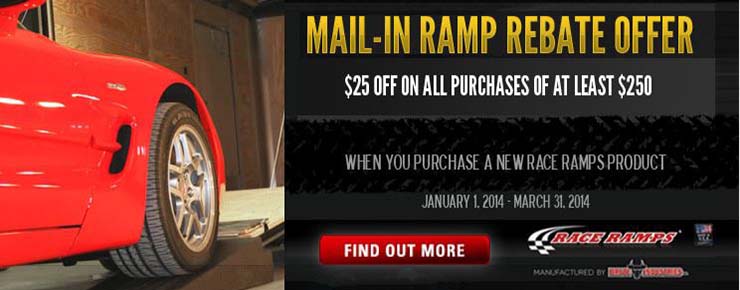 MAIL-IN RAMP REBATE OFFER
$25 OFF ON ALL PURCHASES OF AT LEAST $250
WHEN YOU PURCHASE A NEW RACE RAMPS PRODUCT
JANUARY 1, 2014 - MARCH 31, 2014
FIND OUT MORE
RACE RAMPS
MANUFACTURED BY INDUSTRIES